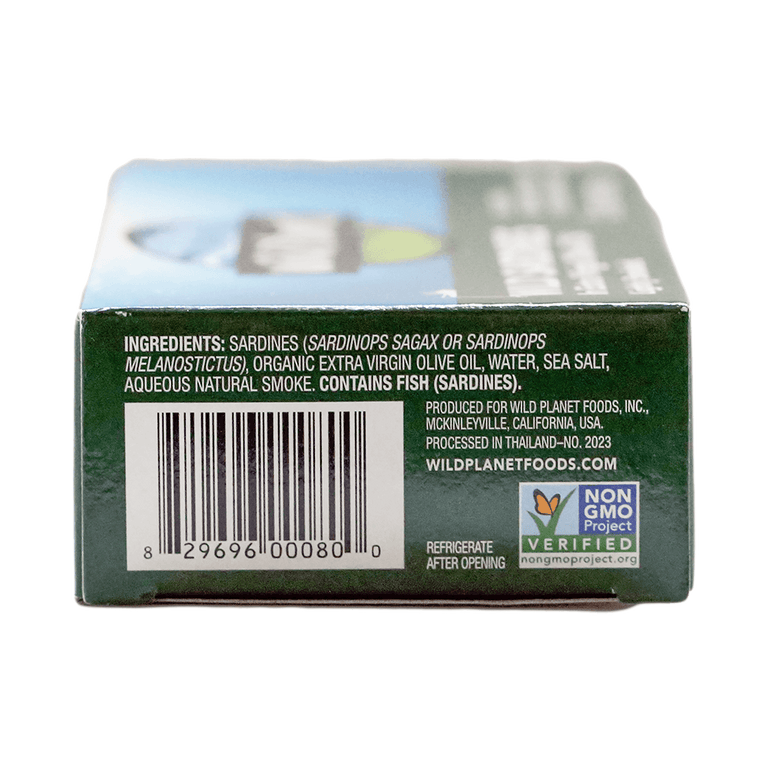 INGREDIENTS: SARDINES (SARDINOPS SAGAX OR SARDINOPS
MELANOSTICTUS), ORGANIC EXTRA VIRGIN OLIVE OIL, WATER, SEA SALT,
AQUEOUS NATURAL SMOKE. CONTAINS FISH (SARDINES).
PRODUCED FOR WILD PLANET FOODS, INC.,
MCKINLEYVILLE, CALIFORNIA, USA.
PROCESSED IN THAILAND–NO. 2023
WILDPLANETFOODS.COM
REFRIGERATE
AFTER OPENING
NON
GMO
Project
VERIFIED
nongmoproject.org
8 29696 00080 0